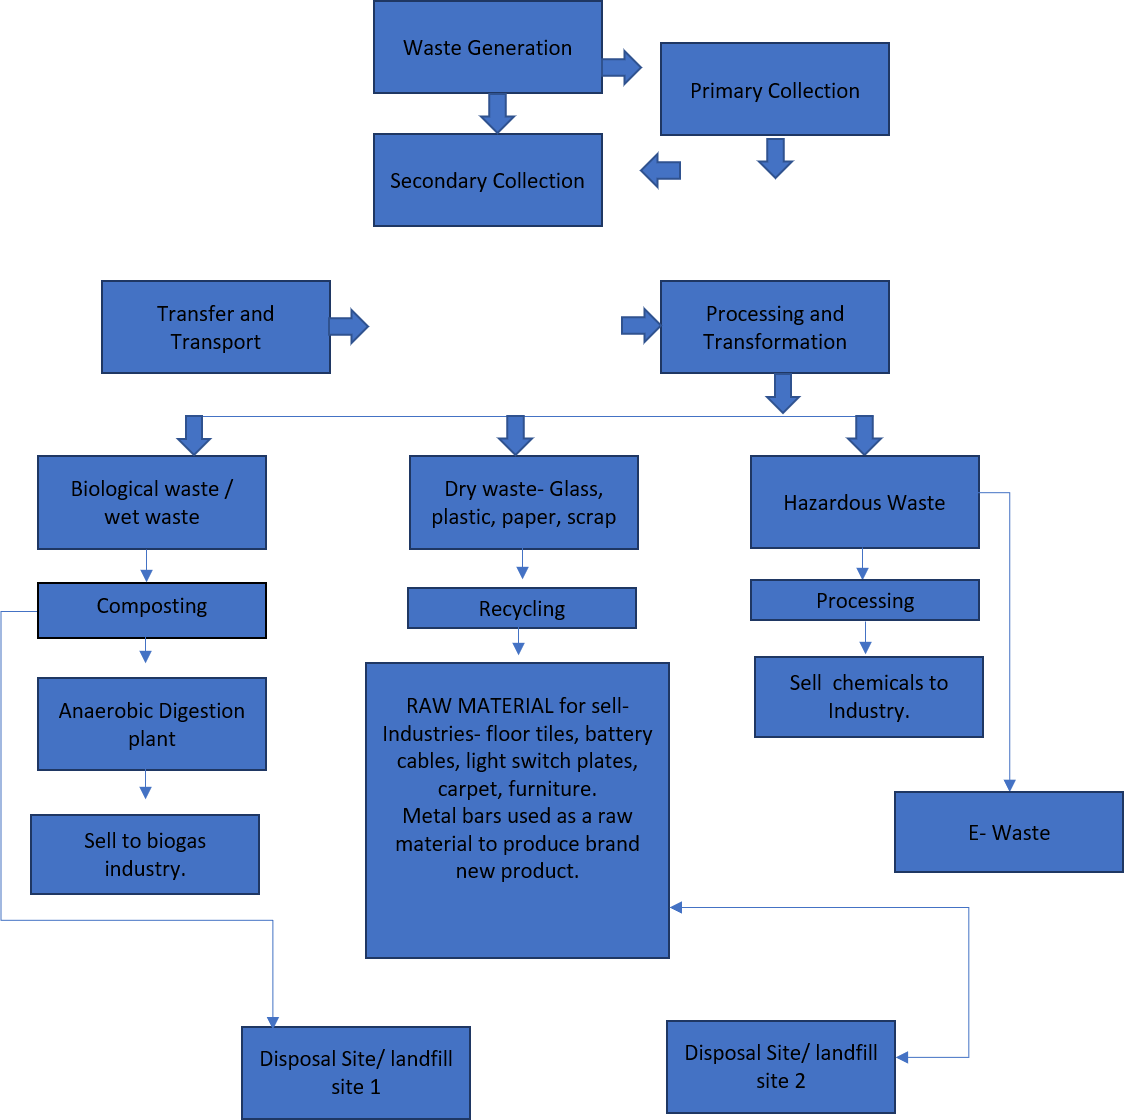 Waste Generation
Primary Collection
Secondary Collection
Transfer and
Transport
Processing and
Transformation
Biological waste /
wet waste
Dry waste- Glass,
plastic, paper, scrap
Hazardous Waste
Composting
Recycling
Processing
Anaerobic Digestion
plant
RAW MATERIAL for sell-
Industries- floor tiles, battery
cables, light switch plates,
carpet, furniture.
Metal bars used as a raw
material to produce brand
new product.
Sell  chemicals to
Industry.
Sell to biogas
industry.
E- Waste
Disposal Site/ landfill
site 1
Disposal Site/ landfill
site 2